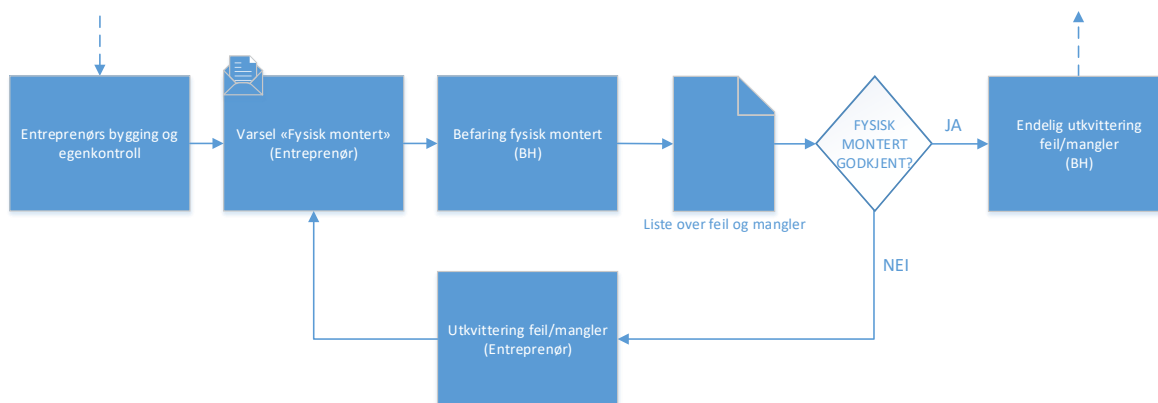 Entreprenørs bygging og
egenkontroll
Varsel «Fysisk montert»
(Entreprenør)
Befaring fysisk montert
(BH)
Liste over feil og mangler
FYSISK
MONTERT
GODKJENT?
JA
Endelig utkvittering
feil/mangler
(BH)
NEI
Utkvittering feil/mangler
(Entreprenør)